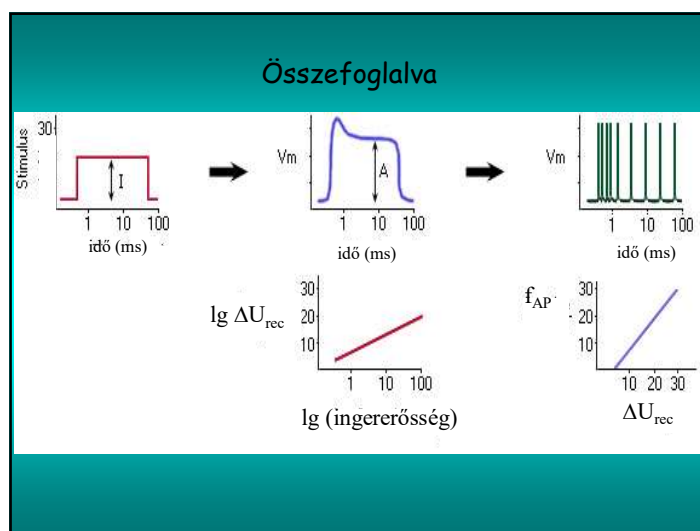 Összefoglalva
Stimulus
30
I
1 10 100
idő (ms)
Vm
A
1 10 100
idő (ms)
Vm
1 10 100
idő (ms)
lg ΔUrec
30
20
10
1 10 100
lg (ingererősség)
fAP
30
20
10
10 20 30
ΔUrec